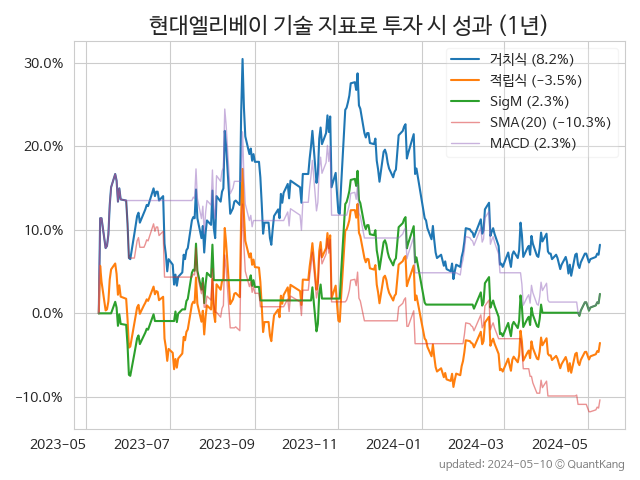 현대엘리베이 기술 지표로 투자 시 성과 (1년)
거치식 (8.2%)
적립식 (−3.5%)
SigM (2.3%)
SMA(20) (−10.3%)
MACD (2.3%)
30.0%
20.0%
10.0%
0.0%
−10.0%
2023−05 2023−07 2023−09 2023−11 2024−01 2024−03 2024−05
updated: 2024−05−10 © QuantKang